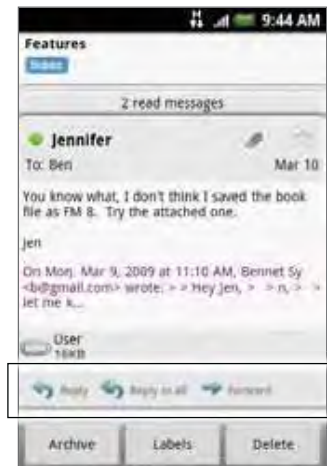 H 9:44 AM
Features
Inbox
2 read messages
Jennifer
To: Ben Mar 10
You know what, I don't think I saved the book
file as FM 8. Try the attached one.
Jen
On Mon, Mar 9, 2009 at 11:10 AM, Bennet Sy
<b@gmail.com> wrote: > > Hey Jen, > > n, > >
let me k...
User
16KB
Reply Reply to all Forward
Archive Labels Delete